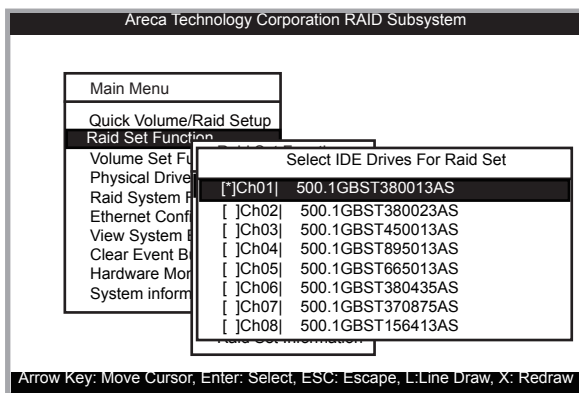 Areca Technology Corporation RAID Subsystem
Main Menu
Quick Volume/Raid Setup
Raid Set Function
Volume Set Fu
Physical Drive
Raid System F
Ethernet Confi
View System E
Clear Event Bu
Hardware Mor
System inform
Select IDE Drives For Raid Set
[*]Ch01| 500.1GBST380013AS
[ ]Ch02| 500.1GBST380023AS
[ ]Ch03| 500.1GBST450013AS
[ ]Ch04| 500.1GBST895013AS
[ ]Ch05| 500.1GBST665013AS
[ ]Ch06| 500.1GBST380435AS
[ ]Ch07| 500.1GBST370875AS
[ ]Ch08| 500.1GBST156413AS
Raid Set Information
Arrow Key: Move Cursor, Enter: Select, ESC: Escape, L:Line Draw, X: Redraw